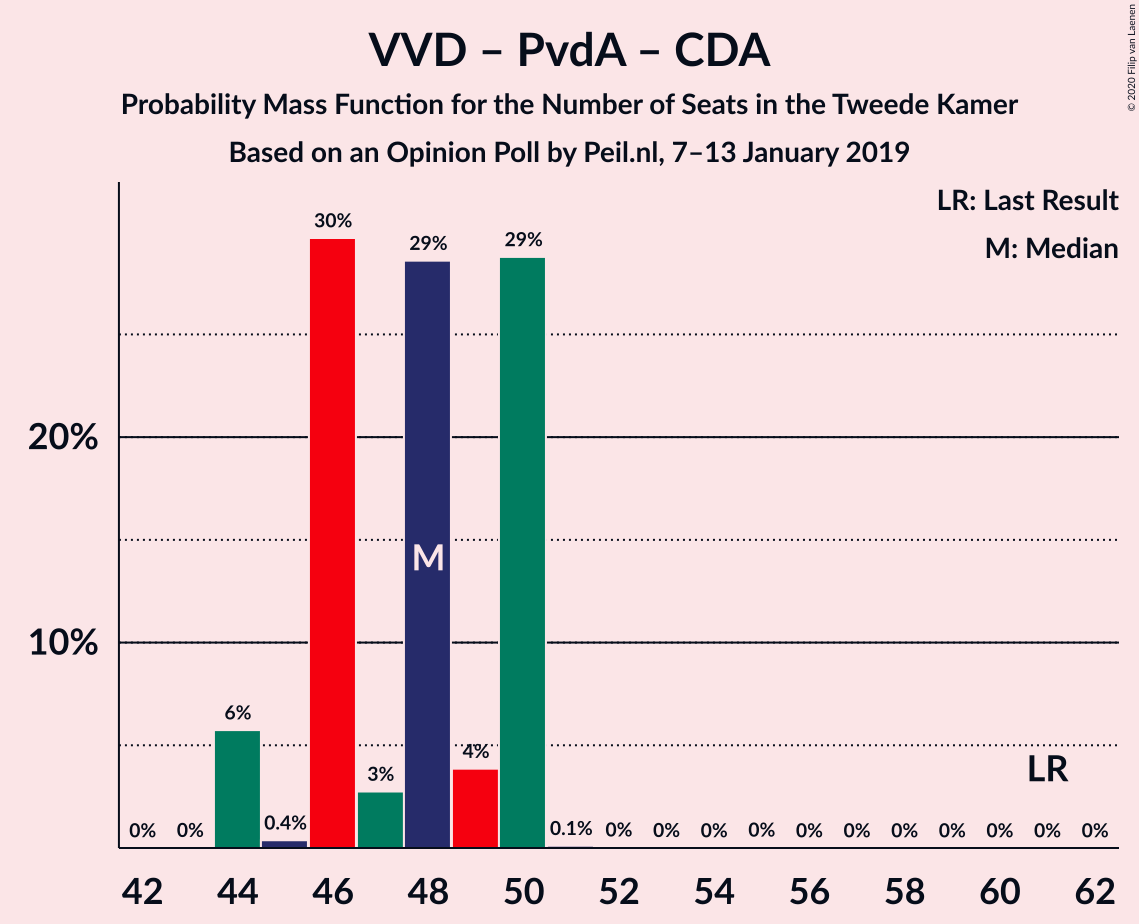 VVD – PvdA – CDA
Probability Mass Function for the Number of Seats in the Tweede Kamer
Based on an Opinion Poll by Peil.nl, 7–13 January 2019
© 2020 Filip van Laenen
LR: Last Result
M: Median
20%
10%
0% 0% 6% 0.4% 30% 3% 29% 4% 29% 0.1% 0% 0% 0% 0% 0% 0% 0% 0% 0% 0% 0%
M
LR
42 44 46 48 50 52 54 56 58 60 62